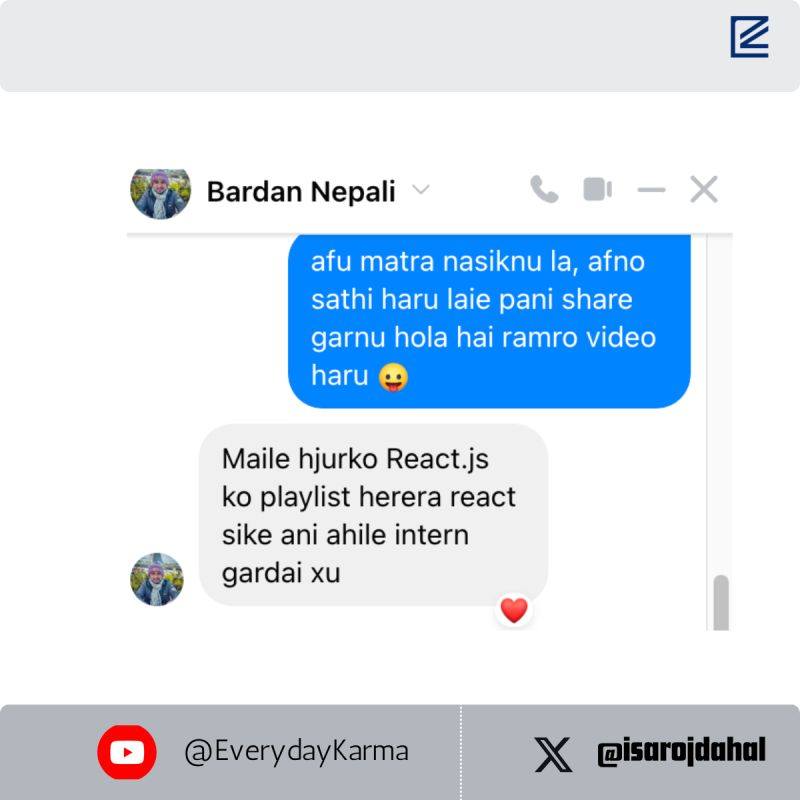 Bardan Nepali
afu matra nasiknu la, afno
sathi haru laie pani share
garnu hola hai ramro video
haru 😛
Maile hjurko React.js
ko playlist herera react
sike ani ahile intern
gardai xu
@EverydayKarma
@isarojdahal